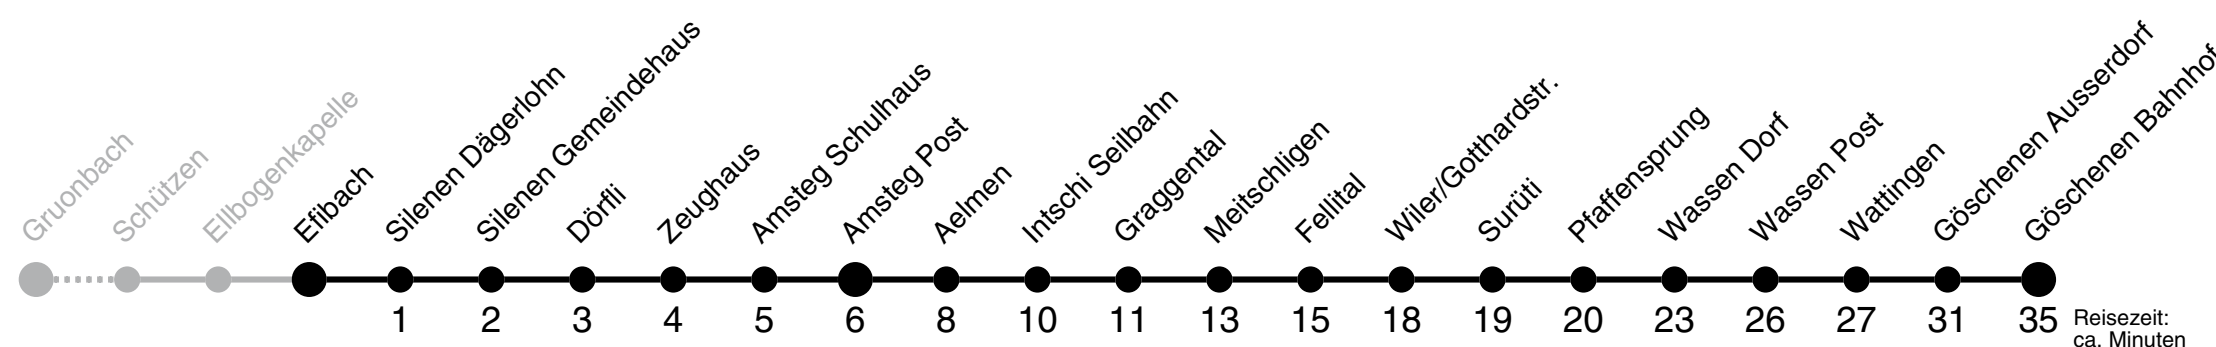 Gruonbach
Schützen
Ellbogenkapelle
Efibach
Silenen Dägerlohn
Silenen Gemeindehaus
Dörfli
Zeughaus
Amsteg Schulhaus
Amsteg Post
Aelmen
Intschi Seilbahn
Graggental
Meitschligen
Fellital
Wiler/Gotthardstr.
Surüti
Pfaffensprung
Wassen Dorf
Wassen Post
Wattingen
Göschenen Ausserdorf
Göschenen Bahnhof
1 2 3 4 5 6 8 10 11 13 15 18 19 20 23 26 27 31 35
Reisezeit:
ca. Minuten